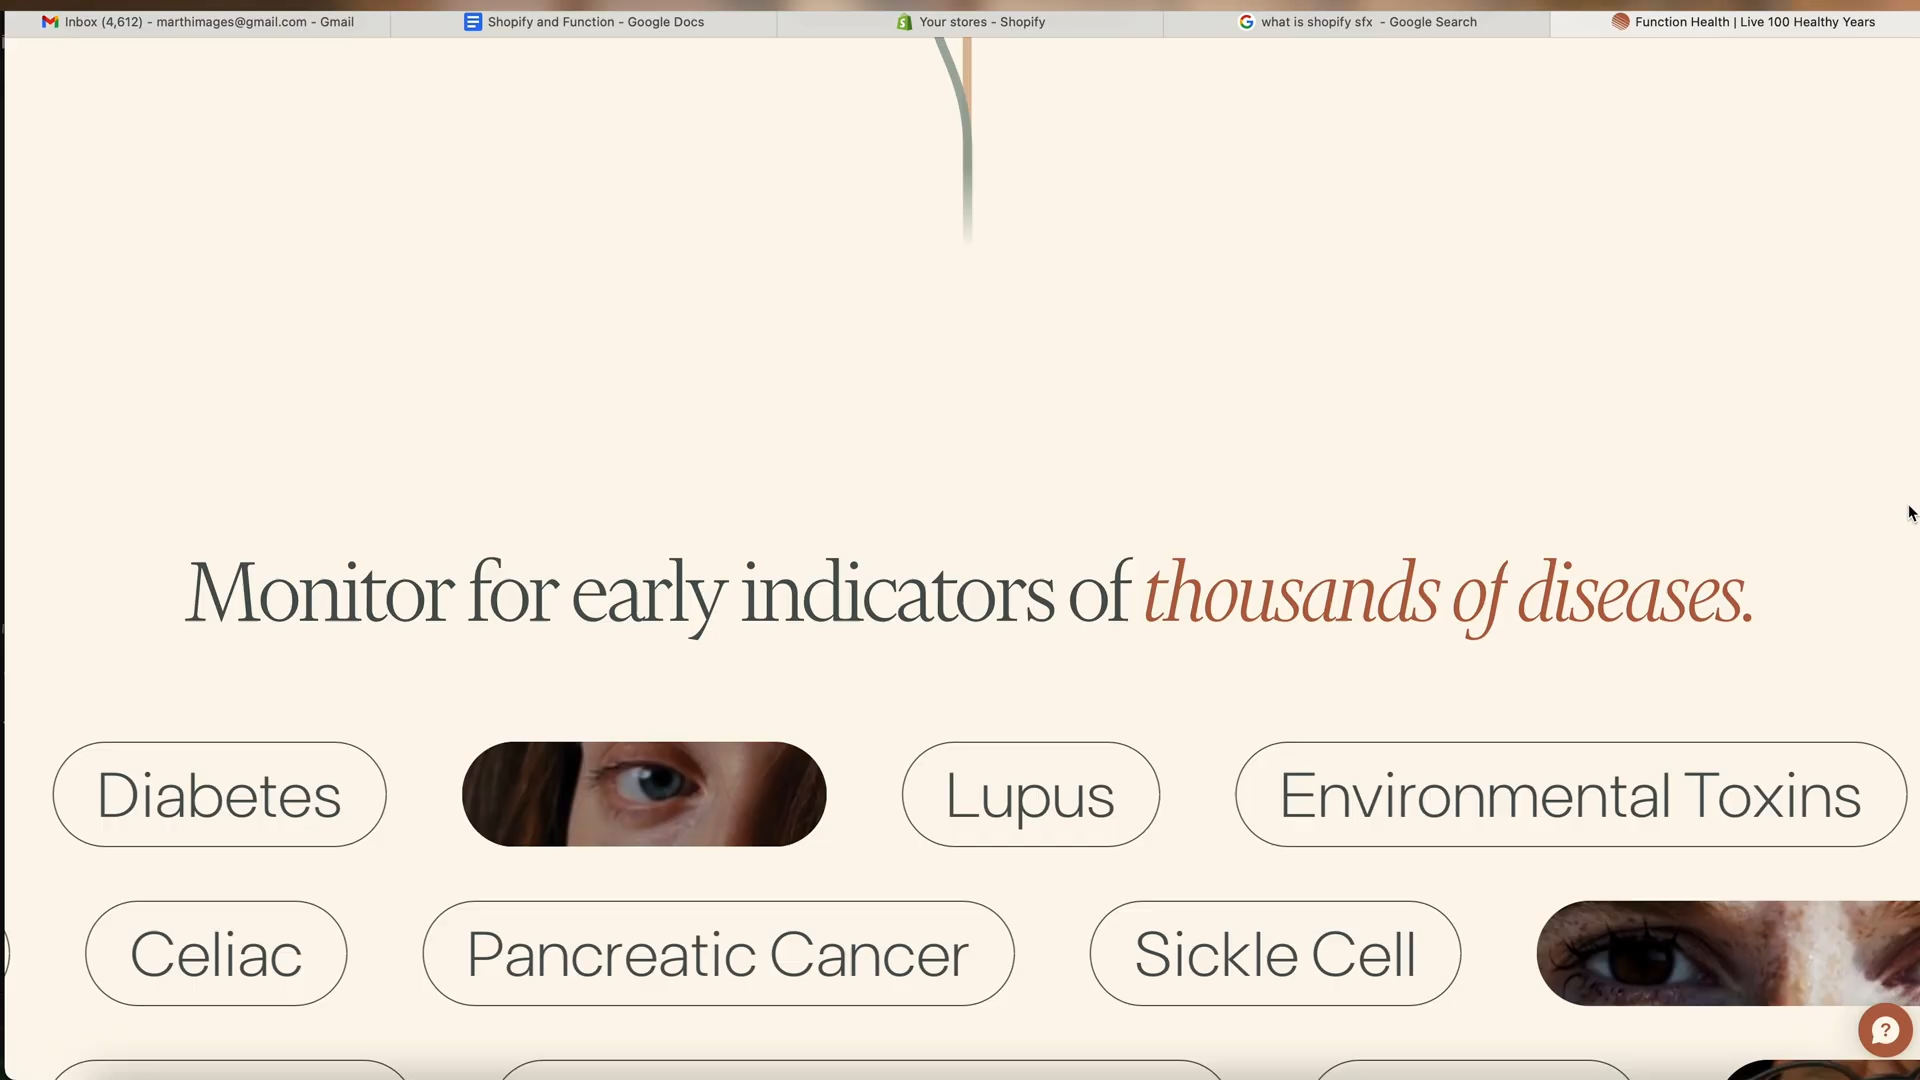 Inbox (4,612) - marthimages@gmail.com - Gmail
Shopify and Function - Google Docs
Your stores - Shopify
what is shopify sfx - Google Search
Function Health | Live 100 Healthy Years
Monitor for early indicators of thousands of diseases.
Diabetes
Lupus
Environmental Toxins
Celiac
Pancreatic Cancer
Sickle Cell
?